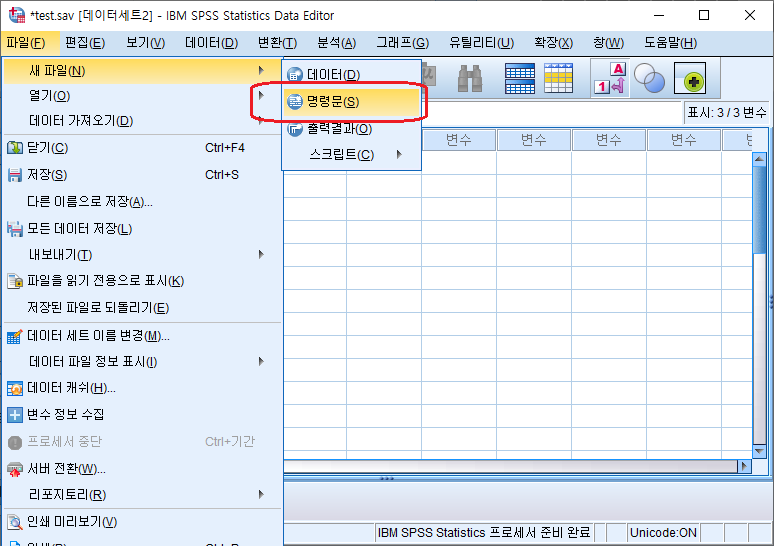 *test.sav [데이터세트2] - IBM SPSS Statistics Data Editor
파일(F) 편집(E) 보기(V) 데이터(D) 변환(T) 분석(A) 그래프(G) 유틸리티(U) 확장(X) 창(W) 도움말(H)
새 파일(N)
열기(O)
데이터 가져오기(D)
닫기(C) Ctrl+F4
저장(S) Ctrl+S
다른 이름으로 저장(A)...
모든 데이터 저장(L)
내보내기(T)
파일을 읽기 전용으로 표시(K)
저장된 파일로 되돌리기(E)
데이터 세트 이름 변경(M)...
데이터 파일 정보 표시(I)
데이터 캐쉬(H)...
변수 정보 수집
프로세서 중단 Ctrl+기간
서버 전환(W)...
리포지토리(R)
인쇄 미리보기(V)
데이터(D)
명령문(S)
출력결과(O)
스크립트(C)
A
1
표시: 3 / 3 변수
변수 변수 변수 변수
IBM SPSS Statistics 프로세서 준비 완료 Unicode:ON